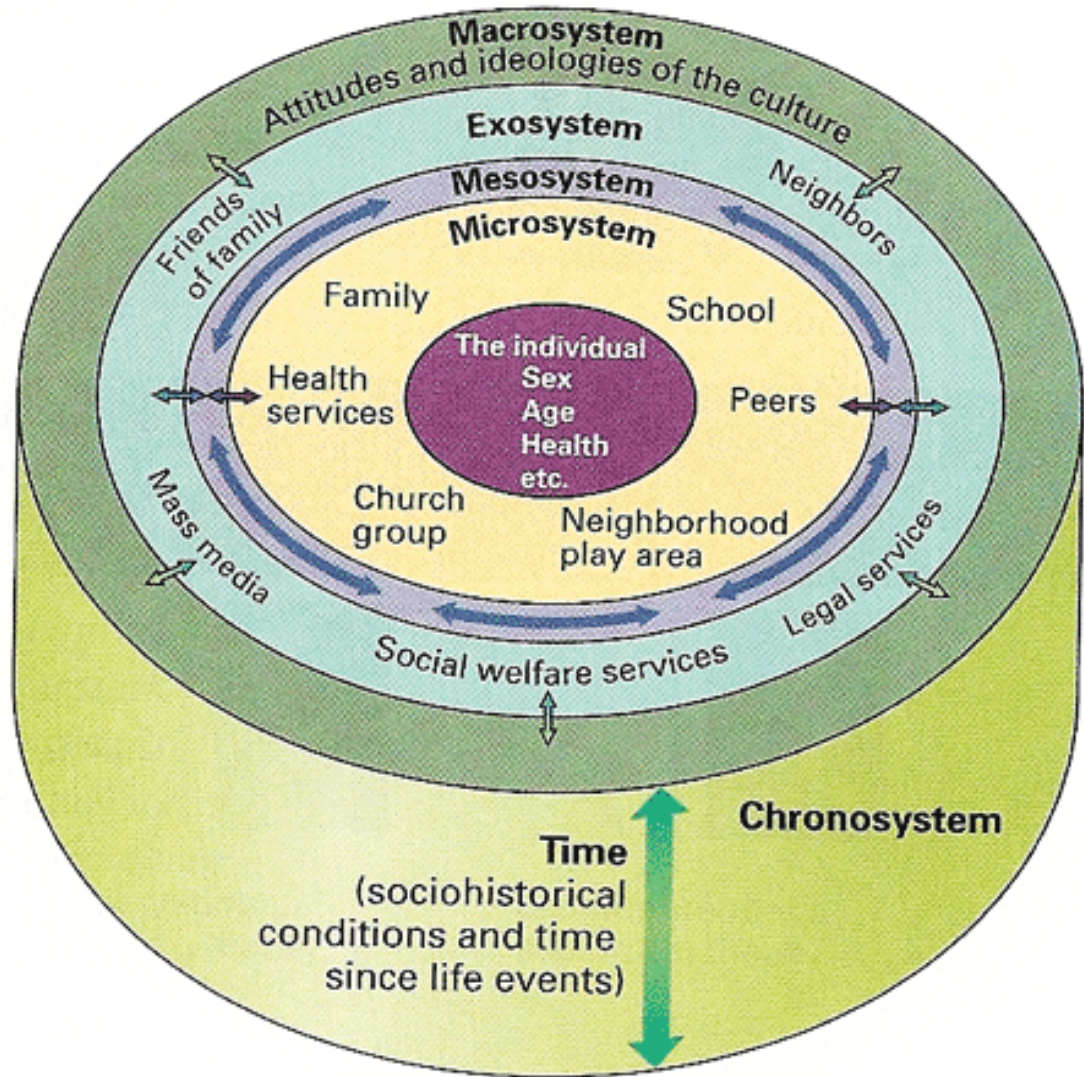 Macrosystem
Attitudes and ideologies of the culture
Exosystem
Mesosystem
Microsystem
Friends
of family
Neighbors
Family
School
The individual
Sex
Age
Health
etc.
Health
services
Peers
Church
group
Neighborhood
play area
Mass media
Legal services
Social welfare services
Chronosystem
Time
(sociohistorical
conditions and time
since life events)